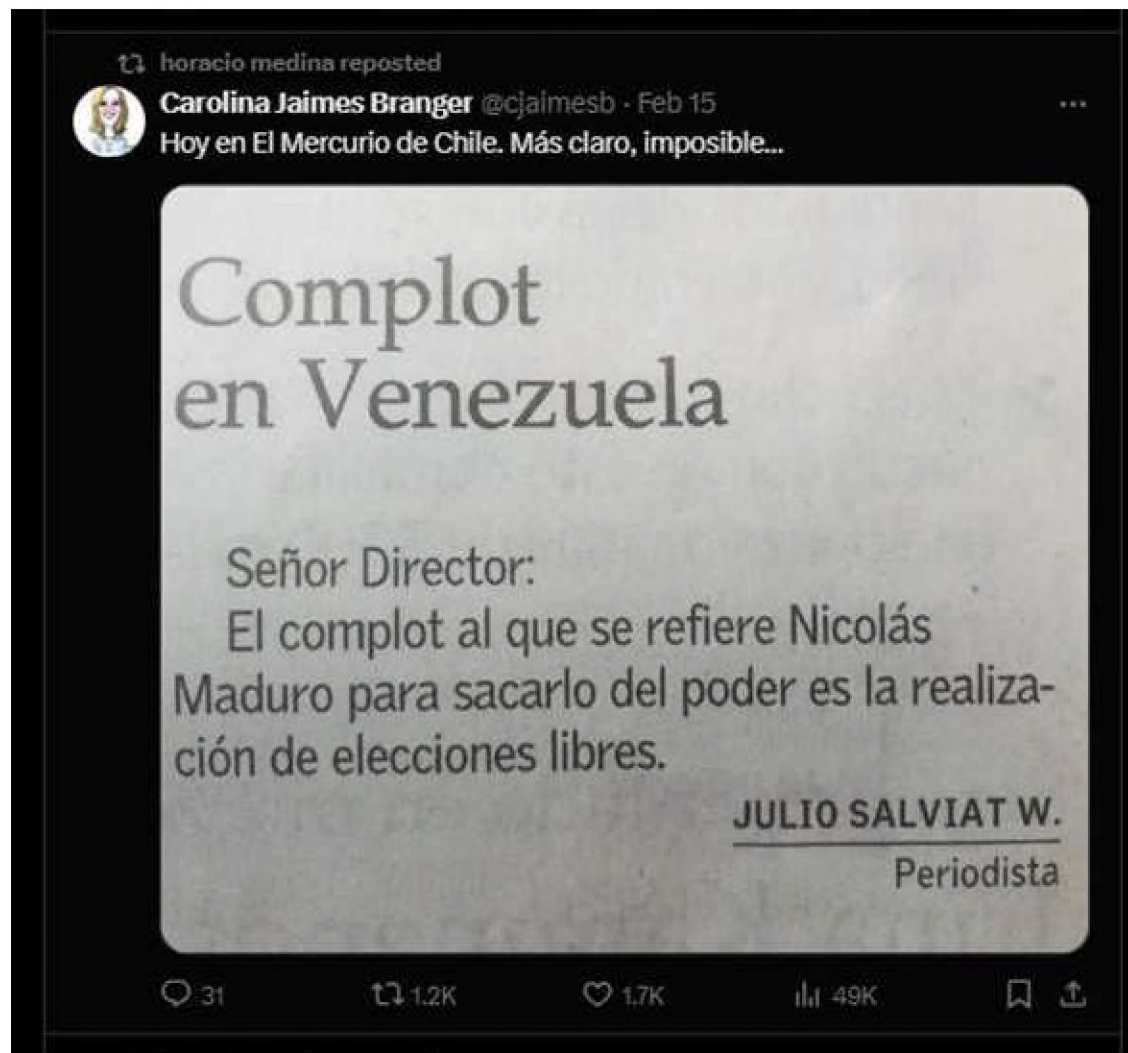 horacio medina reposted
Carolina Jaimes Branger @cjaimesb · Feb 15
Hoy en El Mercurio de Chile. Más claro, imposible...
Complot
en Venezuela
Señor Director:
El complot al que se refiere Nicolás
Maduro para sacarlo del poder es la realiza-
ción de elecciones libres.
JULIO SALVIAT W.
Periodista
31 1.2K 1.7K 49K